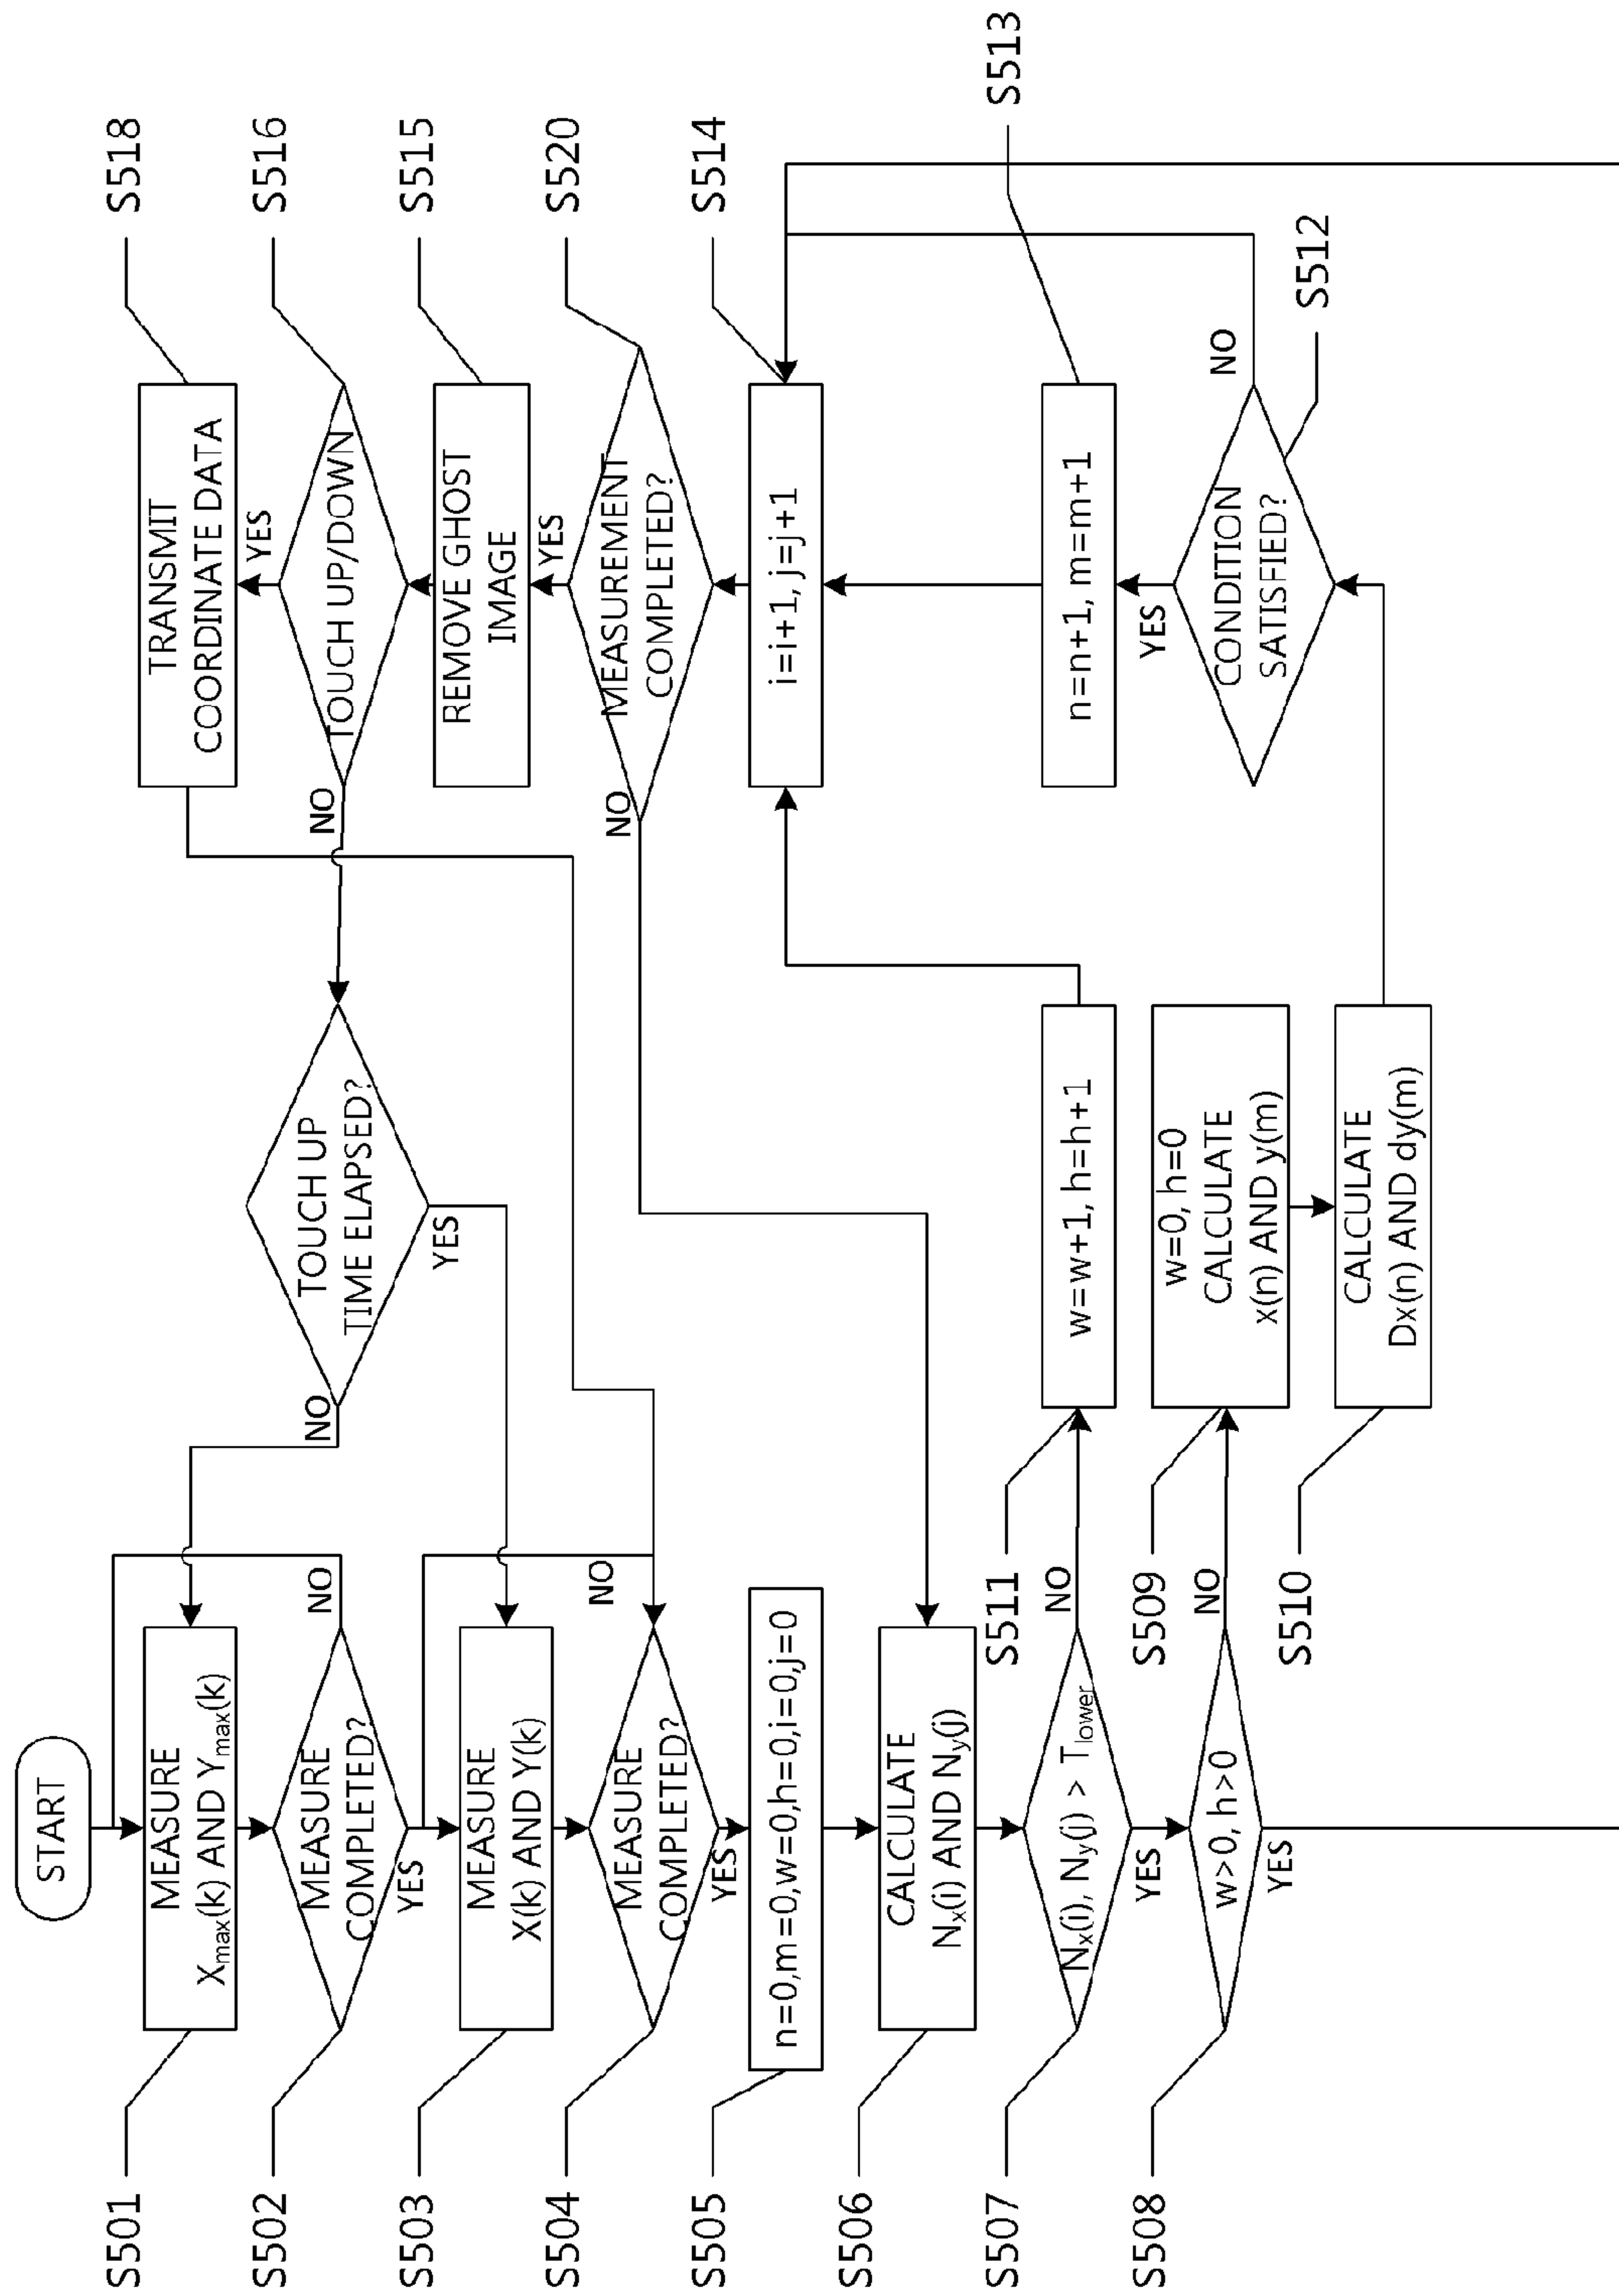 START
S501
MEASURE
Xmax(k) AND Ymax(k)
S502
MEASURE
COMPLETED?
NO
YES
S503
MEASURE
X(k) AND Y(k)
S504
MEASURE
COMPLETED?
NO
YES
S505
n=0,m=0,w=0,h=0,i=0,j=0
S506
CALCULATE
Nx(i) AND Ny(j)
S507
Nx(i), Ny(j) > Tlower
NO
YES
S508
w>0, h>0
NO
YES
TOUCH UP
TIME ELAPSED?
NO
YES
S511
w=w+1, h=h+1
S509
w=0, h=0
CALCULATE
x(n) AND y(m)
S510
CALCULATE
Dx(n) AND dy(m)
S518
TRANSMIT
COORDINATE DATA
YES
S516
TOUCH UP/DOWN
NO
S515
REMOVE GHOST
IMAGE
YES
S520
MEASUREMENT
COMPLETED?
NO
S514
i=i+1, j=j+1
S513
n=n+1, m=m+1
YES
S512
CONDITION
SATISFIED?
NO